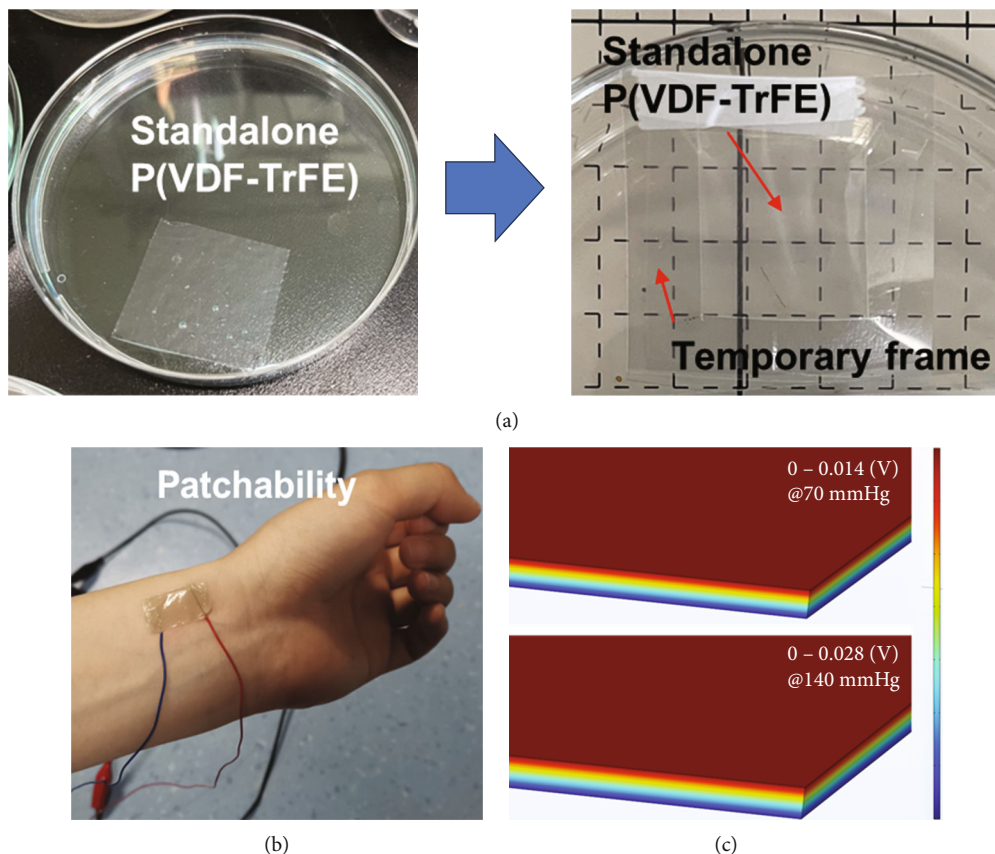 Standalone
P(VDF-TrFE)
Standalone
P(VDF-TrFE)
Temporary frame
(a)
Patchability
0 – 0.014 (V)
@70 mmHg
0 – 0.028 (V)
@140 mmHg
(b)
(c)